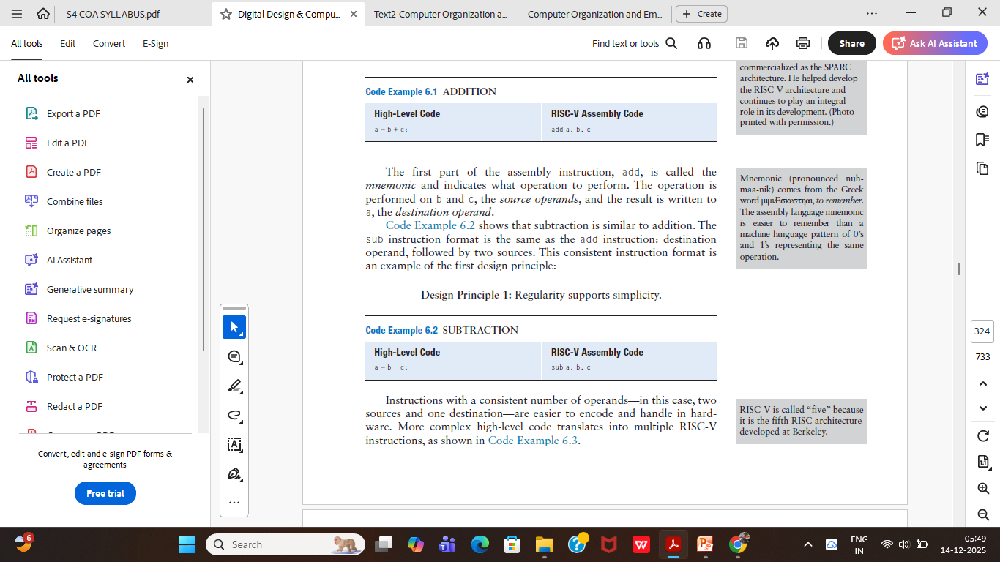 S4 COA SYLLABUS.pdf
Digital Design & Compu...
Text2-Computer Organization a...
Computer Organization and Em...
Create
All tools
Edit
Convert
E-Sign
Find text or tools
Share
Ask AI Assistant
All tools
Export a PDF
Edit a PDF
Create a PDF
Combine files
Organize pages
AI Assistant
Generative summary
Request e-signatures
Scan & OCR
Protect a PDF
Redact a PDF
Convert, edit and e-sign PDF forms &
agreements
Free trial
Code Example 6.1 ADDITION
High-Level Code
RISC-V Assembly Code
a = b + c;
add a, b, c
The first part of the assembly instruction, add, is called the
mnemonic and indicates what operation to perform. The operation is
performed on b and c, the source operands, and the result is written to
a, the destination operand.
Code Example 6.2 shows that subtraction is similar to addition. The
sub instruction format is the same as the add instruction: destination
operand, followed by two sources. This consistent instruction format is
an example of the first design principle:
Design Principle 1: Regularity supports simplicity.
Code Example 6.2 SUBTRACTION
High-Level Code
RISC-V Assembly Code
a = b − c;
sub a, b, c
Instructions with a consistent number of operands—in this case, two
sources and one destination—are easier to encode and handle in hard-
ware. More complex high-level code translates into multiple RISC-V
instructions, as shown in Code Example 6.3.
commercialized as the SPARC
architecture. He helped develop
the RISC-V architecture and
continues to play an integral
role in its development. (Photo
printed with permission.)
Mnemonic (pronounced nuh-
maa-nik) comes from the Greek
word μιμνΕσκεστηαι, to remember.
The assembly language mnemonic
is easier to remember than a
machine language pattern of 0’s
and 1’s representing the same
operation.
RISC-V is called “five” because
it is the fifth RISC architecture
developed at Berkeley.
324
733
1:1
6
Search
ENG
IN
05:49
14-12-2025